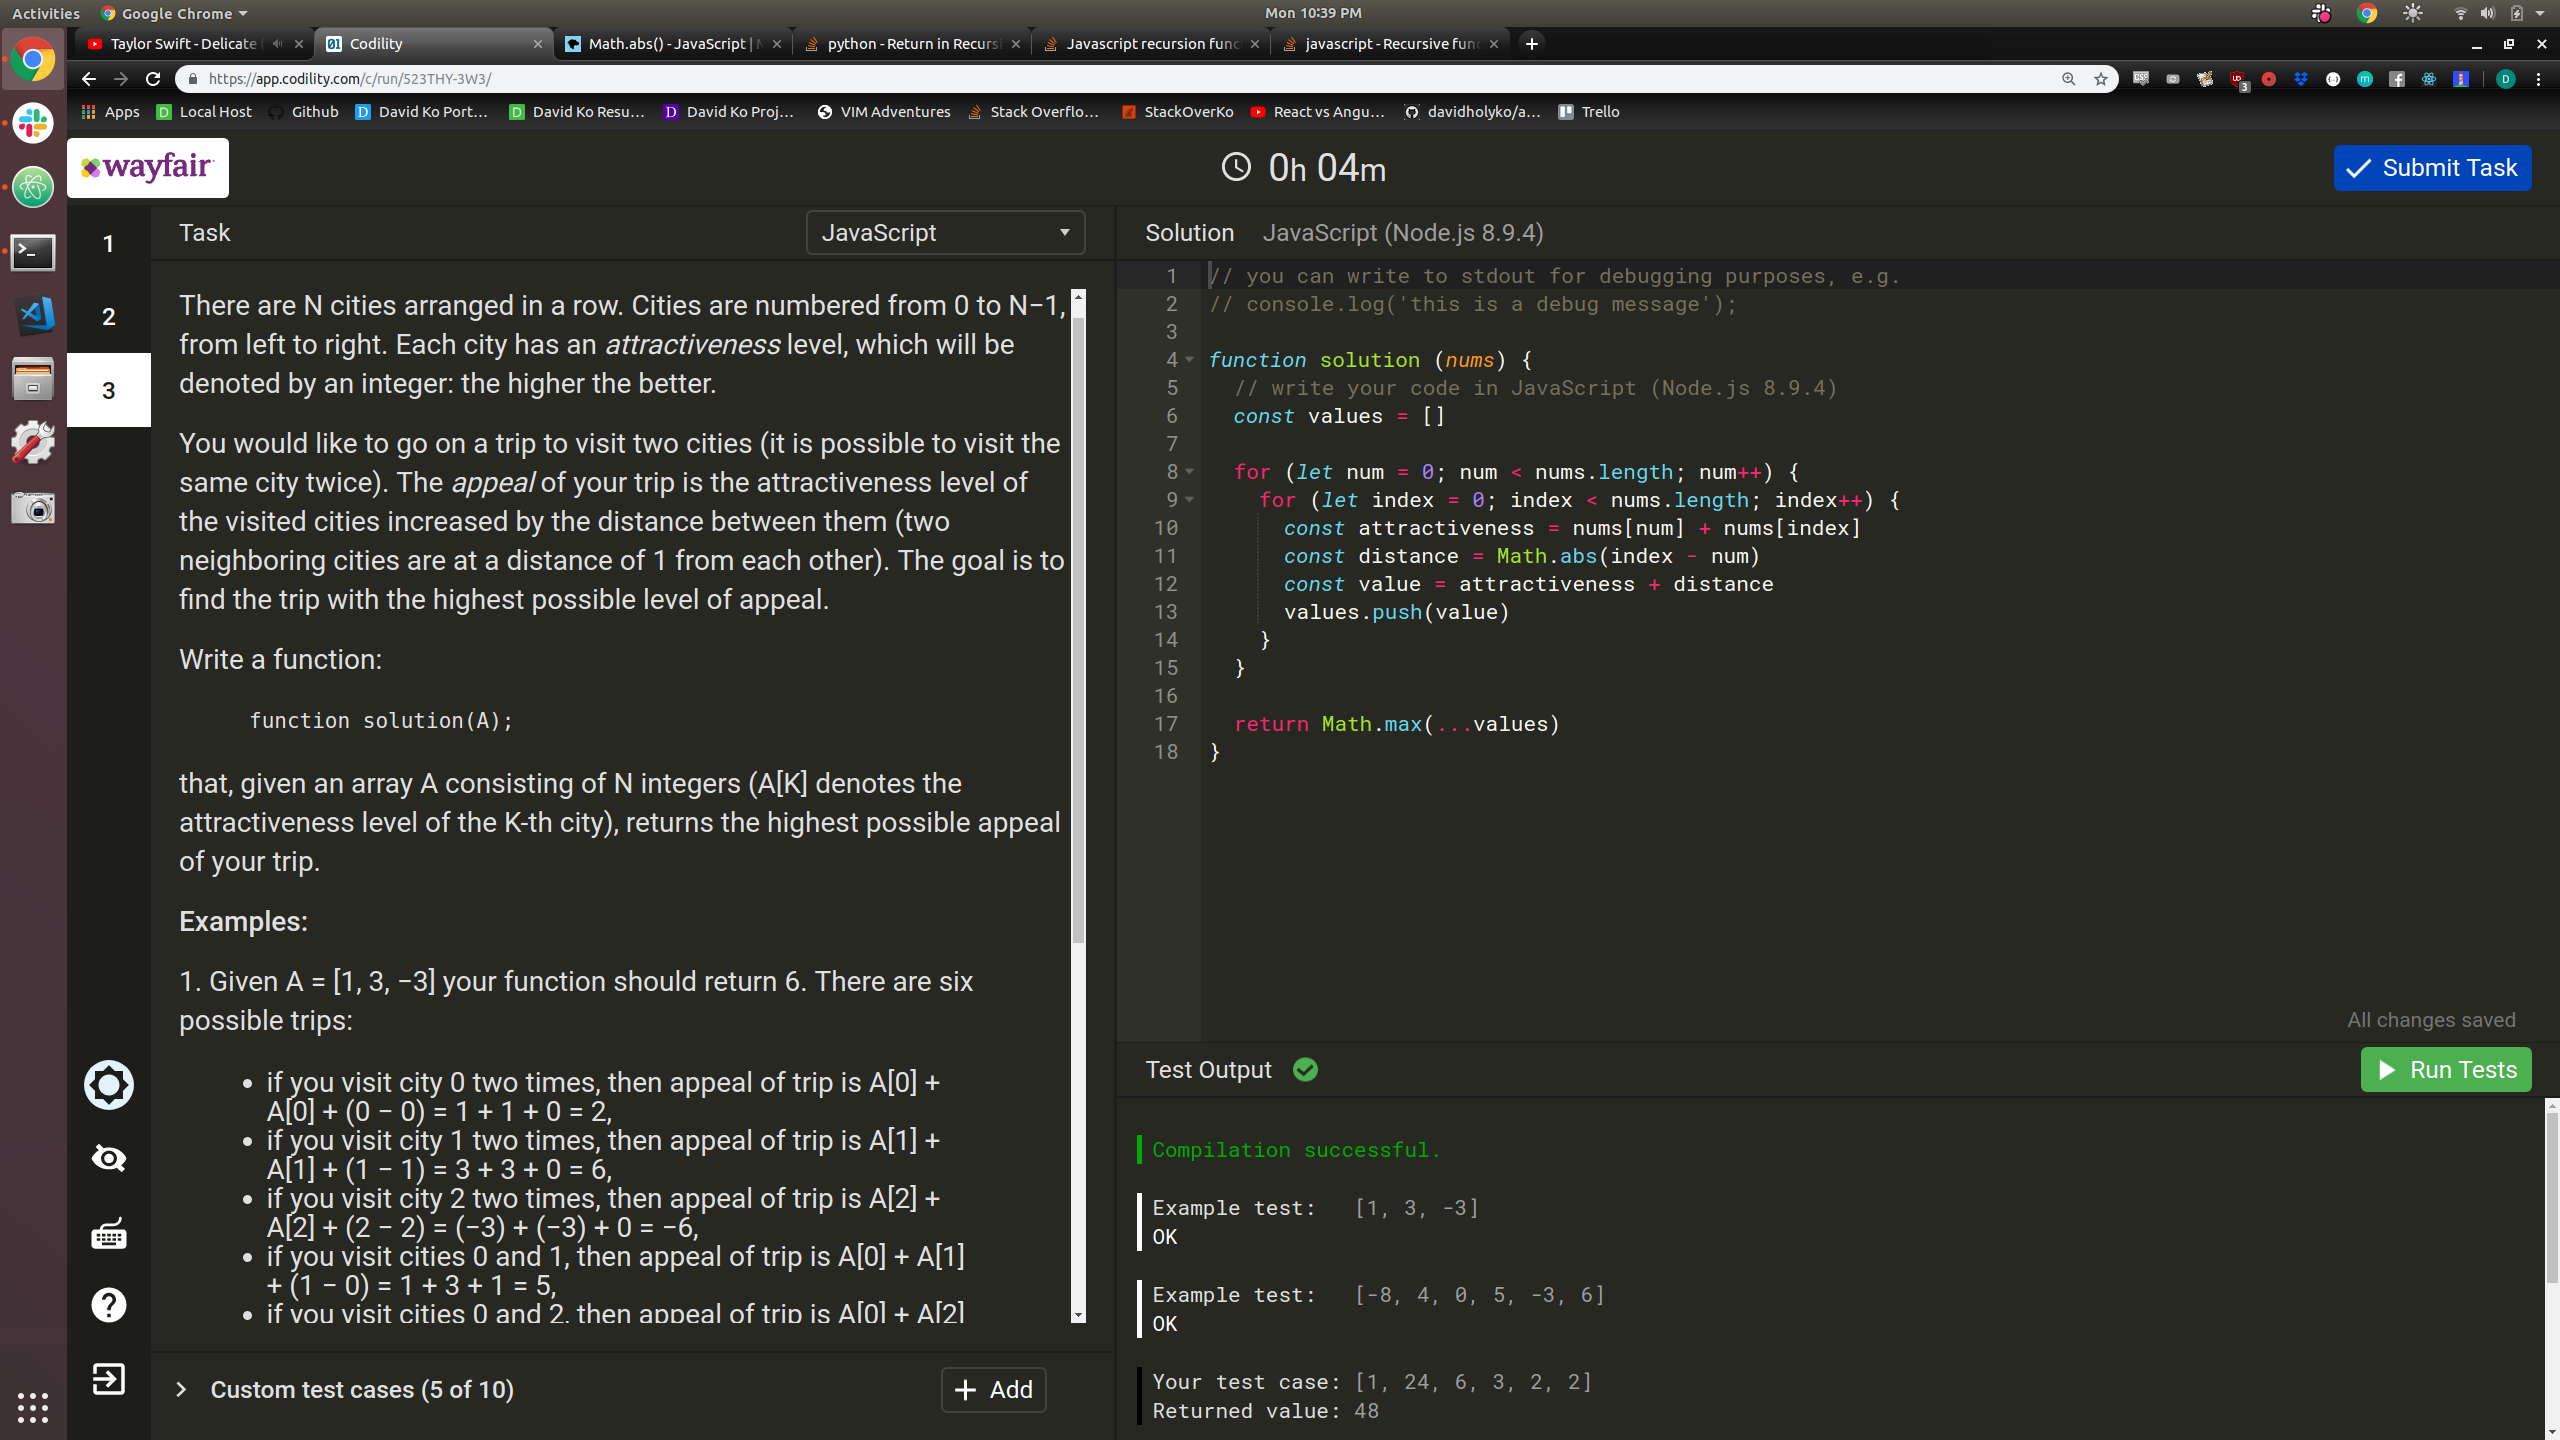 Activities Google Chrome Mon 10:39 PM
Taylor Swift - Delicate Codility Math.abs() - JavaScript | python - Return in Recursi Javascript recursion func javascript - Recursive func
https://app.codility.com/c/run/523THY-3W3/
Apps Local Host Github David Ko Port... David Ko Resu... David Ko Proj... VIM Adventures Stack Overflo... StackOverKo React vs Angu... davidholyko/a... Trello
wayfair 0h 04m Submit Task
1
2
3
Task JavaScript
There are N cities arranged in a row. Cities are numbered from 0 to N−1,
from left to right. Each city has an attractiveness level, which will be
denoted by an integer: the higher the better.
You would like to go on a trip to visit two cities (it is possible to visit the
same city twice). The appeal of your trip is the attractiveness level of
the visited cities increased by the distance between them (two
neighboring cities are at a distance of 1 from each other). The goal is to
find the trip with the highest possible level of appeal.
Write a function:
function solution(A);
that, given an array A consisting of N integers (A[K] denotes the
attractiveness level of the K-th city), returns the highest possible appeal
of your trip.
Examples:
1. Given A = [1, 3, −3] your function should return 6. There are six
possible trips:
• if you visit city 0 two times, then appeal of trip is A[0] +
A[0] + (0 − 0) = 1 + 1 + 0 = 2,
• if you visit city 1 two times, then appeal of trip is A[1] +
A[1] + (1 − 1) = 3 + 3 + 0 = 6,
• if you visit city 2 two times, then appeal of trip is A[2] +
A[2] + (2 − 2) = (−3) + (−3) + 0 = −6,
• if you visit cities 0 and 1, then appeal of trip is A[0] + A[1]
+ (1 − 0) = 1 + 3 + 1 = 5,
• if you visit cities 0 and 2, then appeal of trip is A[0] + A[2]
Custom test cases (5 of 10) + Add
Solution JavaScript (Node.js 8.9.4)
1 // you can write to stdout for debugging purposes, e.g.
2 // console.log('this is a debug message');
3
4 function solution (nums) {
5 // write your code in JavaScript (Node.js 8.9.4)
6 const values = []
7
8 for (let num = 0; num < nums.length; num++) {
9 for (let index = 0; index < nums.length; index++) {
10 const attractiveness = nums[num] + nums[index]
11 const distance = Math.abs(index - num)
12 const value = attractiveness + distance
13 values.push(value)
14 }
15 }
16
17 return Math.max(...values)
18 }
All changes saved
Test Output Run Tests
Compilation successful.
Example test: [1, 3, -3]
OK
Example test: [-8, 4, 0, 5, -3, 6]
OK
Your test case: [1, 24, 6, 3, 2, 2]
Returned value: 48